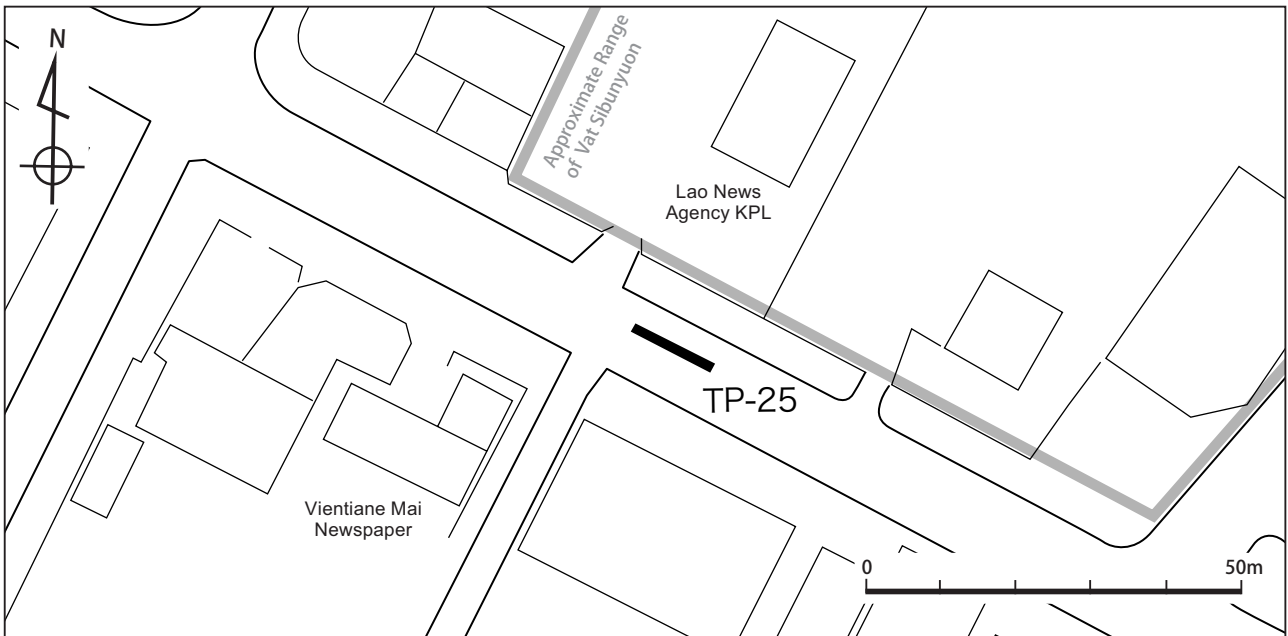 N
Approximate Range
of Vat Sibunyuon
Lao News
Agency KPL
TP-25
Vientiane Mai
Newspaper
0
50m